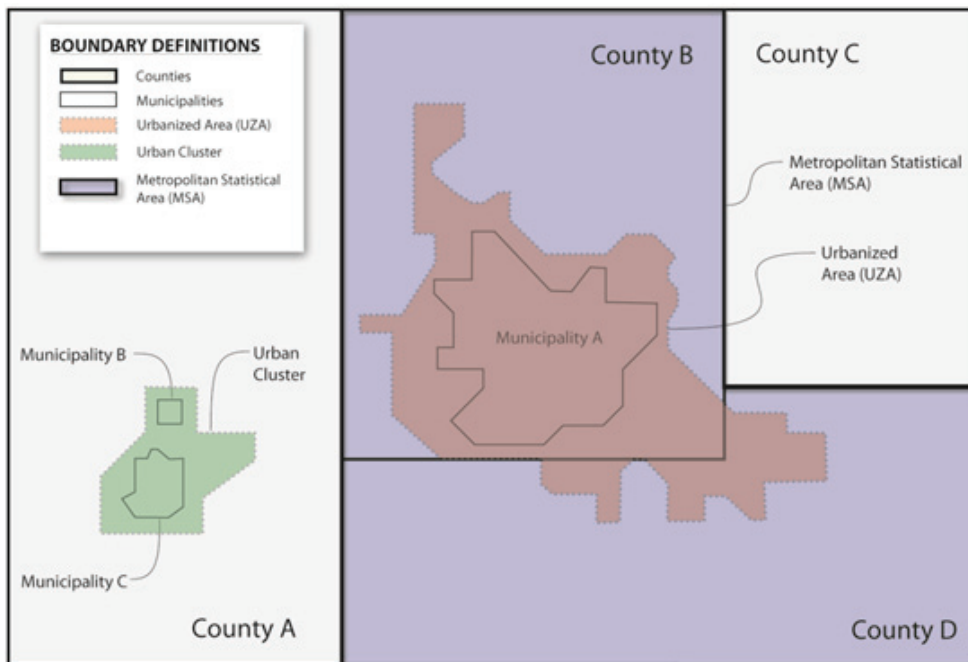 BOUNDARY DEFINITIONS
Counties
Municipalities
Urbanized Area (UZA)
Urban Cluster
Metropolitan Statistical
Area (MSA)
County B
County C
Metropolitan Statistical
Area (MSA)
Urbanized
Area (UZA)
Municipality A
Municipality B
Urban
Cluster
Municipality C
County A
County D